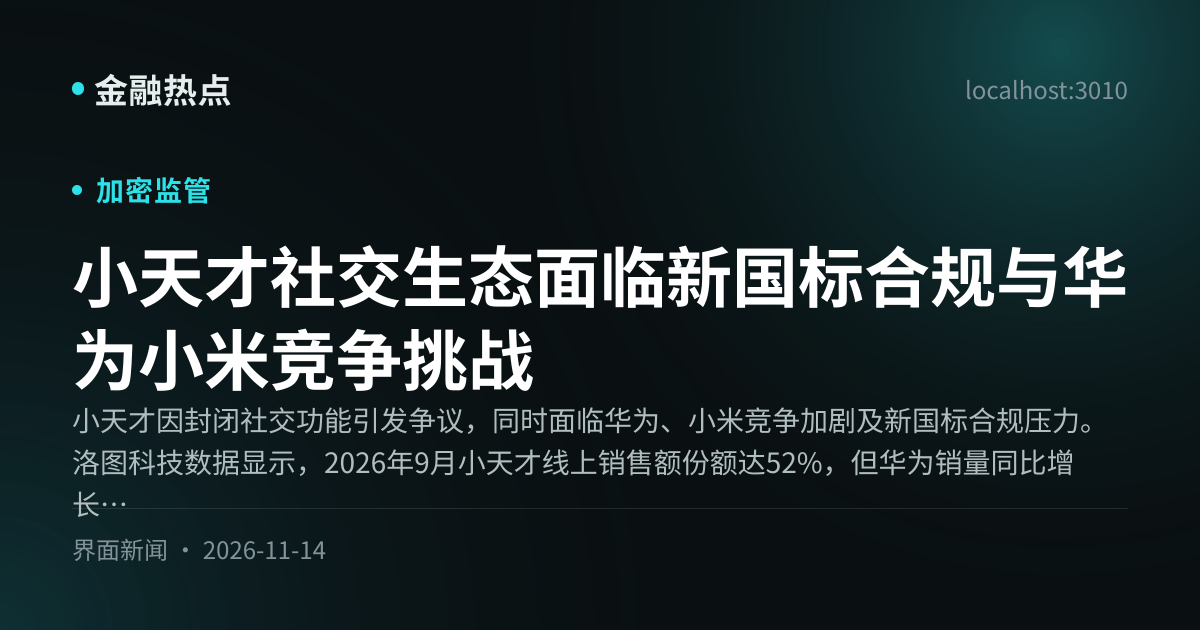 金融热点
localhost:3010
加密监管
小天才社交生态面临新国标合规与华
为小米竞争挑战
小天才因封闭社交功能引发争议，同时面临华为、小米竞争加剧及新国标合规压力。
洛图科技数据显示，2026年9月小天才线上销售额份额达52%，但华为销量同比增
长…
界面新闻 • 2026-11-14